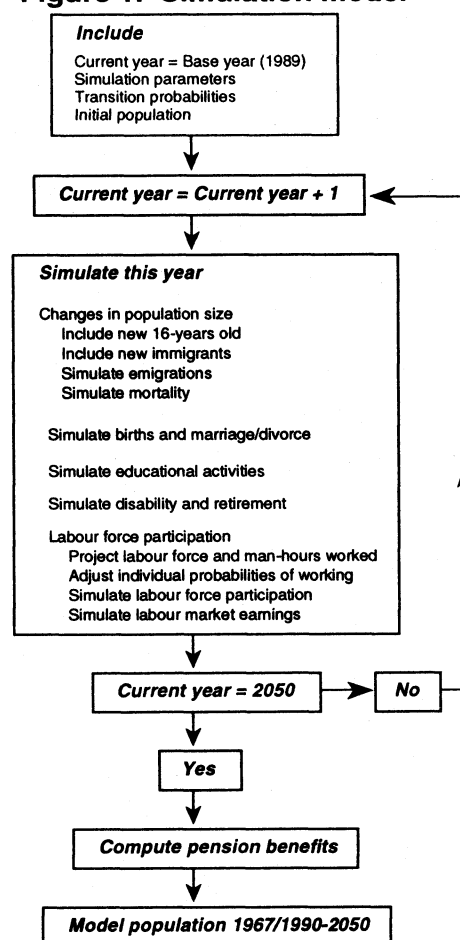 Figure 1. Simulation model
Include
Current year = Base year (1989)
Simulation parameters
Transition probabilities
Initial population
Current year = Current year + 1
Simulate this year
Changes in population size
Include new 16-years old
Include new immigrants
Simulate emigrations
Simulate mortality
Simulate births and marriage/divorce
Simulate educational activities
Simulate disability and retirement
Labour force participation
Project labour force and man-hours worked
Adjust individual probabilities of working
Simulate labour force participation
Simulate labour market earnings
Current year = 2050
No
Yes
Compute pension benefits
Model population 1967/1990-2050